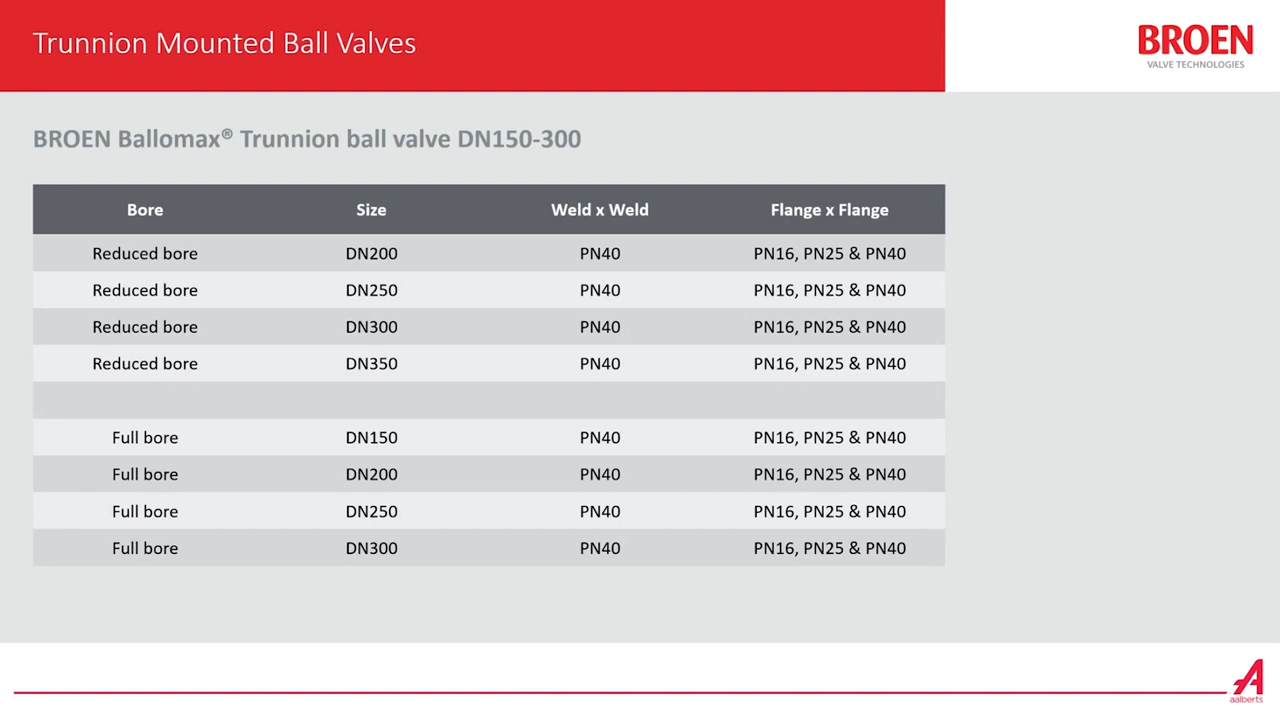 Trunnion Mounted Ball Valves
BROEN
VALVE TECHNOLOGIES
BROEN Ballomax® Trunnion ball valve DN150-300
Bore Size Weld x Weld Flange x Flange
Reduced bore DN200 PN40 PN16, PN25 & PN40
Reduced bore DN250 PN40 PN16, PN25 & PN40
Reduced bore DN300 PN40 PN16, PN25 & PN40
Reduced bore DN350 PN40 PN16, PN25 & PN40
Full bore DN150 PN40 PN16, PN25 & PN40
Full bore DN200 PN40 PN16, PN25 & PN40
Full bore DN250 PN40 PN16, PN25 & PN40
Full bore DN300 PN40 PN16, PN25 & PN40
aalberts